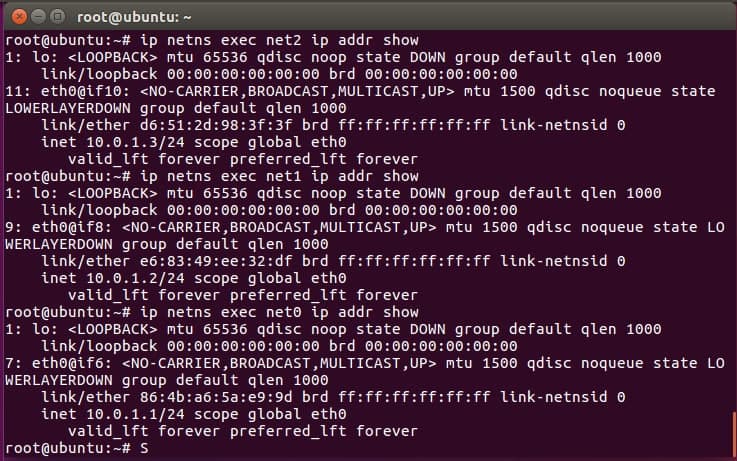 root@ubuntu: ~
root@ubuntu:~# ip netns exec net2 ip addr show
1: lo: <LOOPBACK> mtu 65536 qdisc noop state DOWN group default qlen 1000
    link/loopback 00:00:00:00:00:00 brd 00:00:00:00:00:00
11: eth0@if10: <NO-CARRIER,BROADCAST,MULTICAST,UP> mtu 1500 qdisc noqueue state
LOWERLAYERDOWN group default qlen 1000
    link/ether d6:51:2d:98:3f:3f brd ff:ff:ff:ff:ff:ff link-netnsid 0
    inet 10.0.1.3/24 scope global eth0
       valid_lft forever preferred_lft forever
root@ubuntu:~# ip netns exec net1 ip addr show
1: lo: <LOOPBACK> mtu 65536 qdisc noop state DOWN group default qlen 1000
    link/loopback 00:00:00:00:00:00 brd 00:00:00:00:00:00
9: eth0@if8: <NO-CARRIER,BROADCAST,MULTICAST,UP> mtu 1500 qdisc noqueue state LO
WERLAYERDOWN group default qlen 1000
    link/ether e6:83:49:ee:32:df brd ff:ff:ff:ff:ff:ff link-netnsid 0
    inet 10.0.1.2/24 scope global eth0
       valid_lft forever preferred_lft forever
root@ubuntu:~# ip netns exec net0 ip addr show
1: lo: <LOOPBACK> mtu 65536 qdisc noop state DOWN group default qlen 1000
    link/loopback 00:00:00:00:00:00 brd 00:00:00:00:00:00
7: eth0@if6: <NO-CARRIER,BROADCAST,MULTICAST,UP> mtu 1500 qdisc noqueue state LO
WERLAYERDOWN group default qlen 1000
    link/ether 86:4b:a6:5a:e9:9d brd ff:ff:ff:ff:ff:ff link-netnsid 0
    inet 10.0.1.1/24 scope global eth0
       valid_lft forever preferred_lft forever
root@ubuntu:~# S